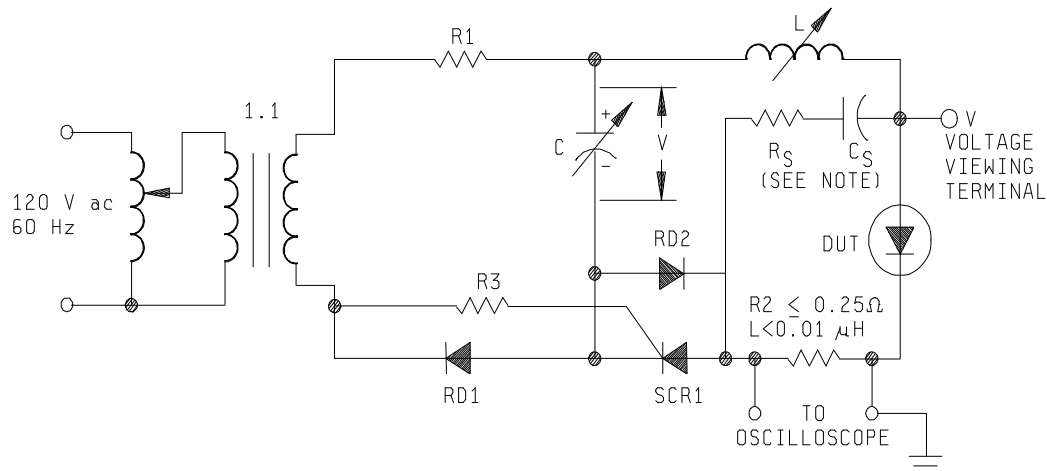 L
R1
1.1
+
C
V
-
R
S
C
S
(SEE NOTE)
V
VOLTAGE
VIEWING
TERMINAL
120 V ac
60 Hz
RD2
DUT
R3
R2 ≤ 0.25Ω
L<0.01 µH
RD1
SCR1
TO
OSCILLOSCOPE